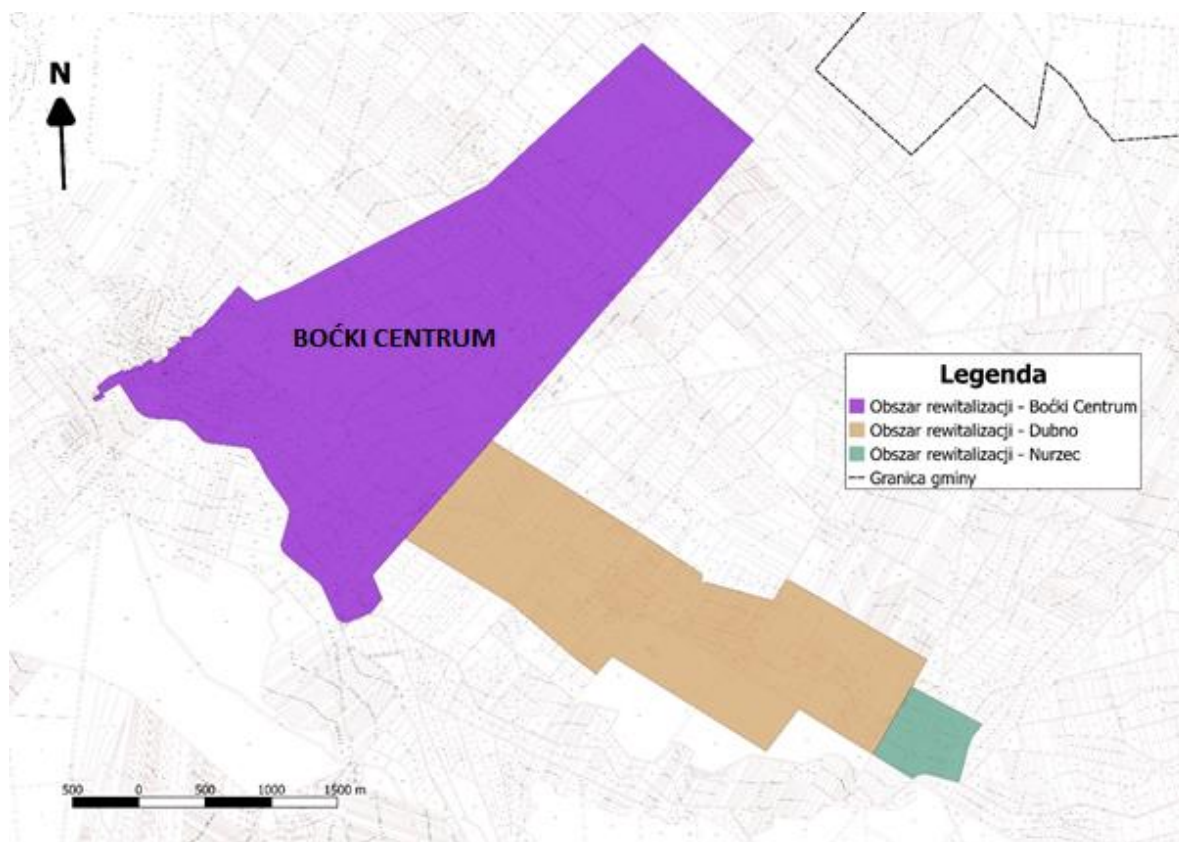 N
BOĆKI CENTRUM
Legenda
Obszar rewitalizacji - Boćki Centrum
Obszar rewitalizacji - Dubno
Obszar rewitalizacji - Nurzec
Granica gminy
500 0 500 1000 1500 m